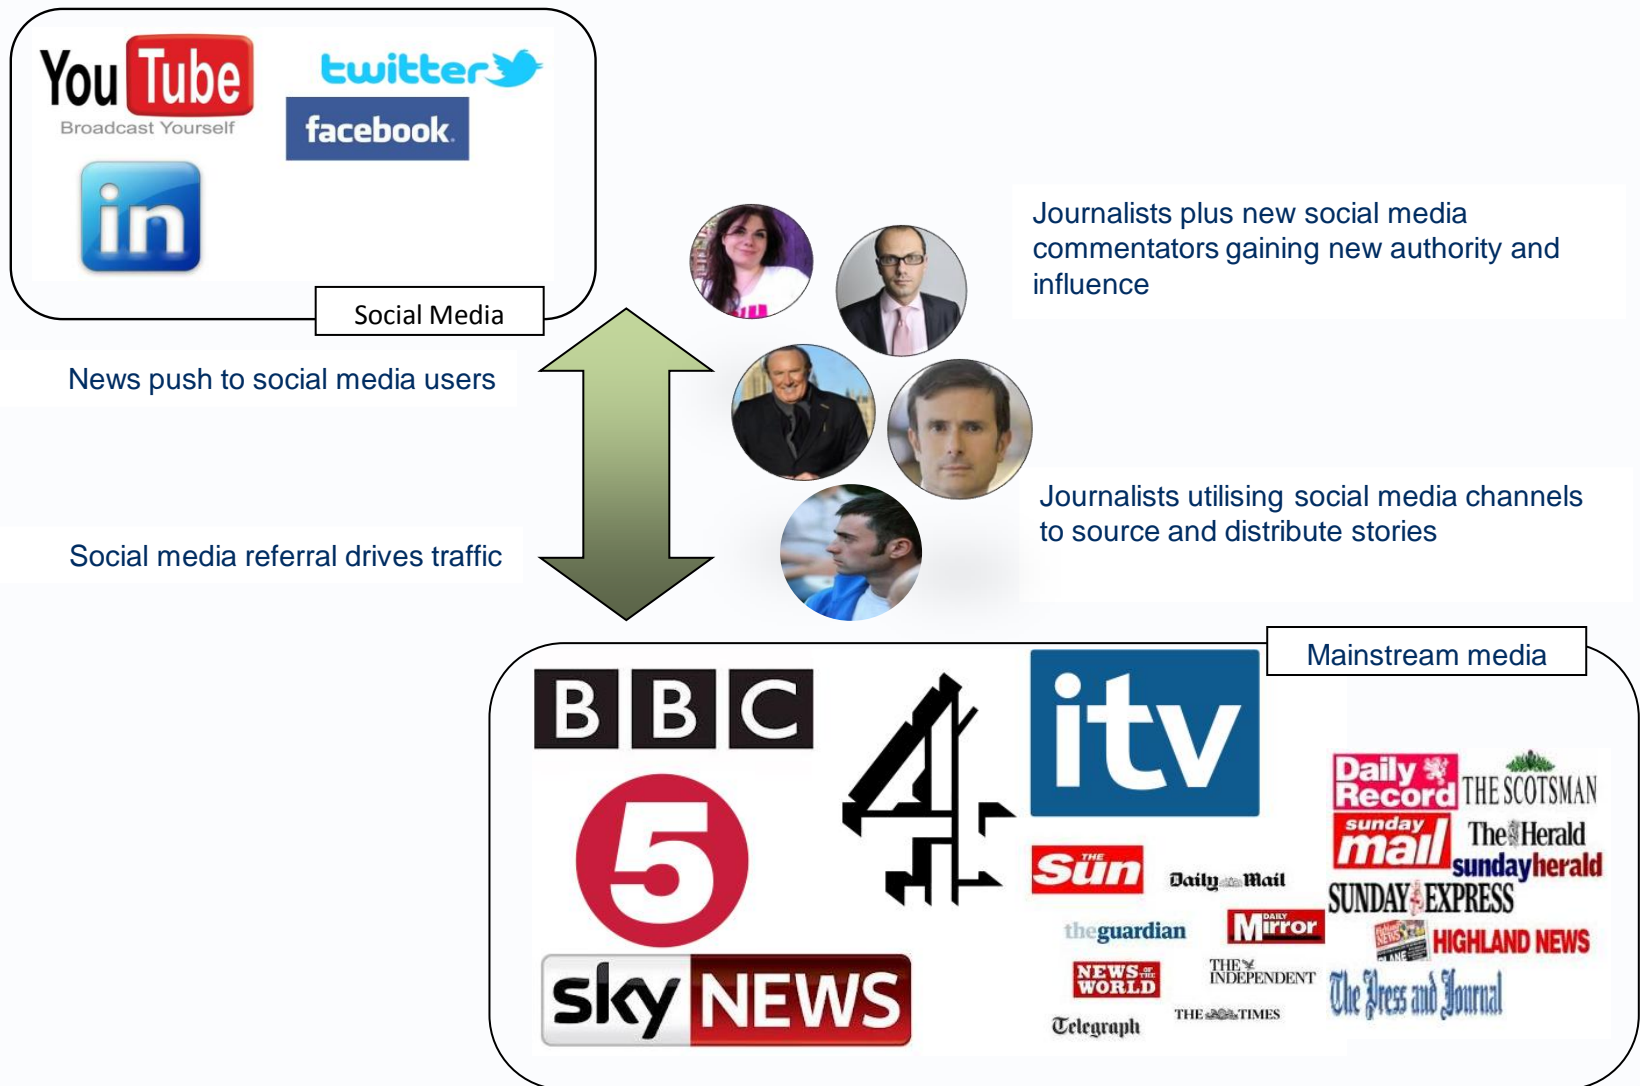 You Tube
Broadcast Yourself
twitter
facebook.
in
Social Media
Journalists plus new social media
commentators gaining new authority and
influence
News push to social media users
Journalists utilising social media channels
to source and distribute stories
Social media referral drives traffic
Mainstream media
BBC
4
itv
5
sky NEWS
THE Sun
Daily Mail
theguardian
DAILY Mirror
NEWS OF THE WORLD
THE INDEPENDENT
Telegraph
THE TIMES
Daily Record
THE SCOTSMAN
sunday mail
The Herald
sundayherald
SUNDAY EXPRESS
HIGHLAND NEWS
The Press and Journal